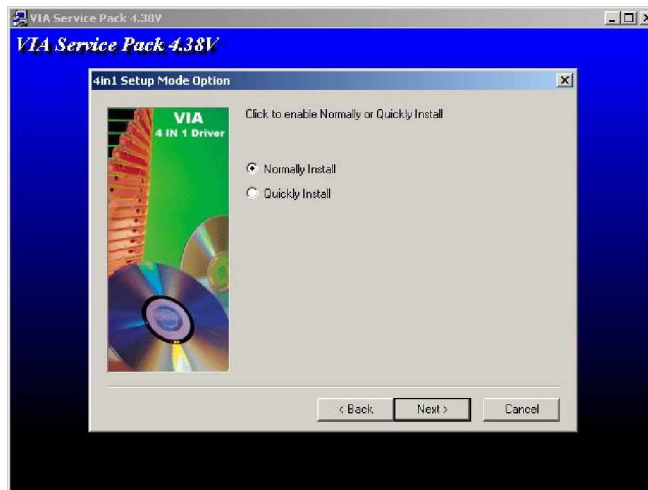 VIA Service Pack 4.38V
VIA Service Pack 4.38V
4in1 Setup Mode Option
VIA
4 IN 1 Driver
Click to enable Normally or Quickly Install
Normally Install
Quickly Install
< Back
Next >
Cancel